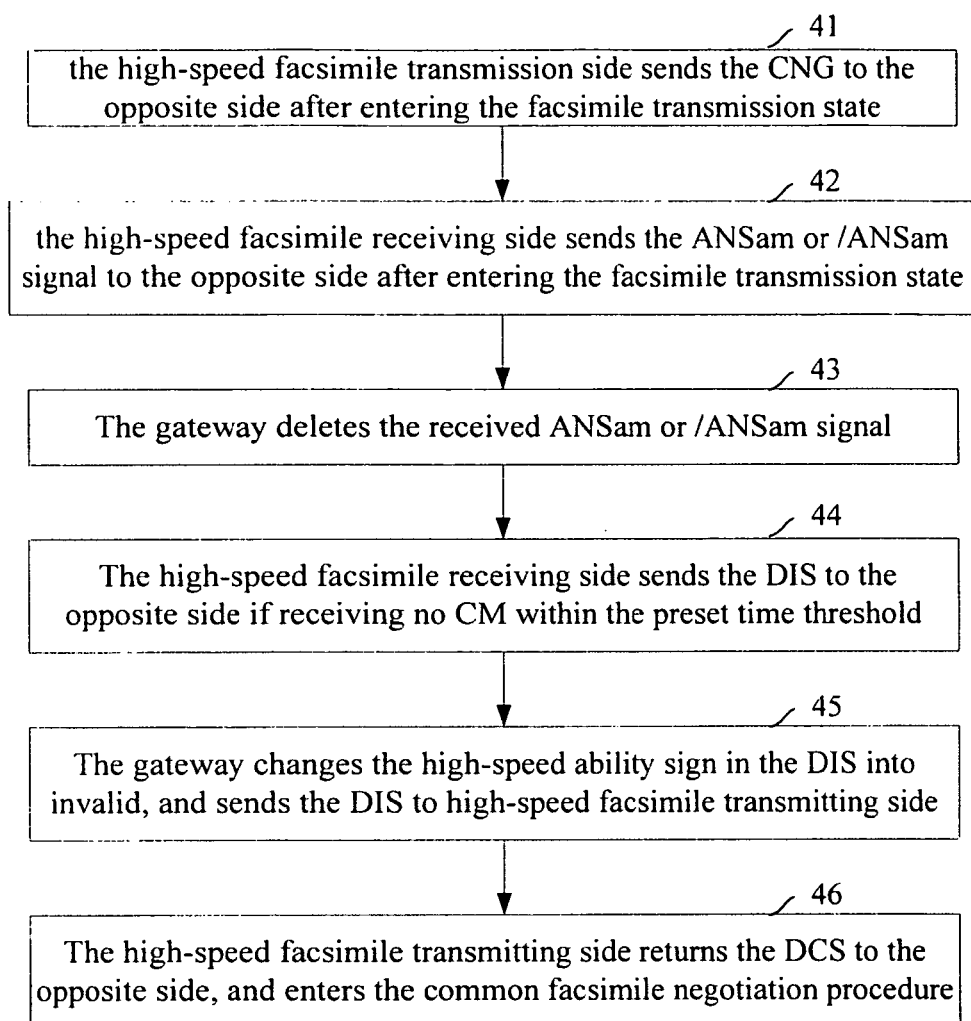 41
the high-speed facsimile transmission side sends the CNG to the
opposite side after entering the facsimile transmission state
42
the high-speed facsimile receiving side sends the ANSam or /ANSam
signal to the opposite side after entering the facsimile transmission state
43
The gateway deletes the received ANSam or /ANSam signal
44
The high-speed facsimile receiving side sends the DIS to the
opposite side if receiving no CM within the preset time threshold
45
The gateway changes the high-speed ability sign in the DIS into
invalid, and sends the DIS to high-speed facsimile transmitting side
46
The high-speed facsimile transmitting side returns the DCS to the
opposite side, and enters the common facsimile negotiation procedure